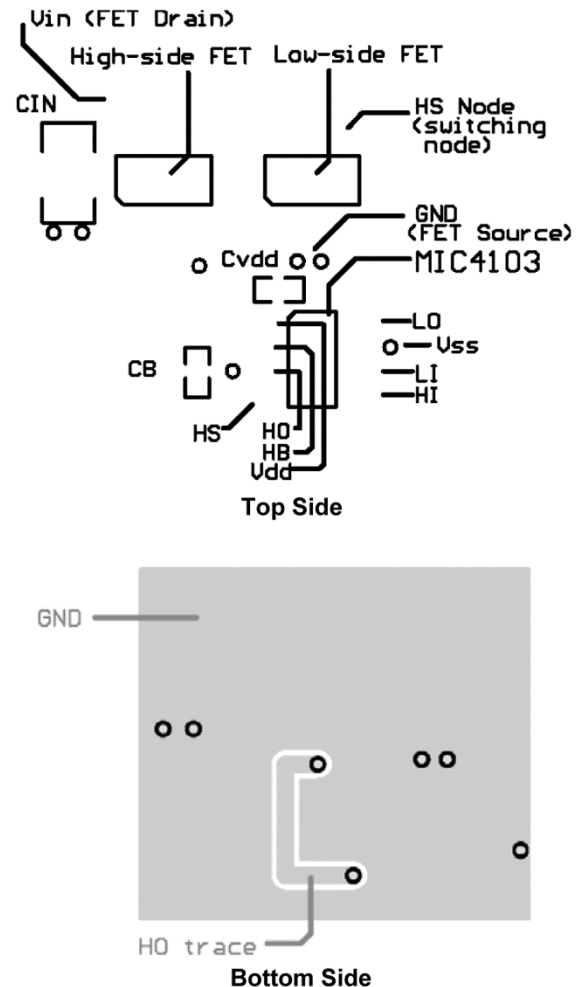 Vin (FET Drain)
High-side FET
Low-side FET
CIN
HS Node
(switching
node)
GND
(FET Source)
Cvdd
MIC4103
LO
Vss
CB
LI
HI
HS
HO
HB
Vdd
Top Side
GND
HO trace
Bottom Side